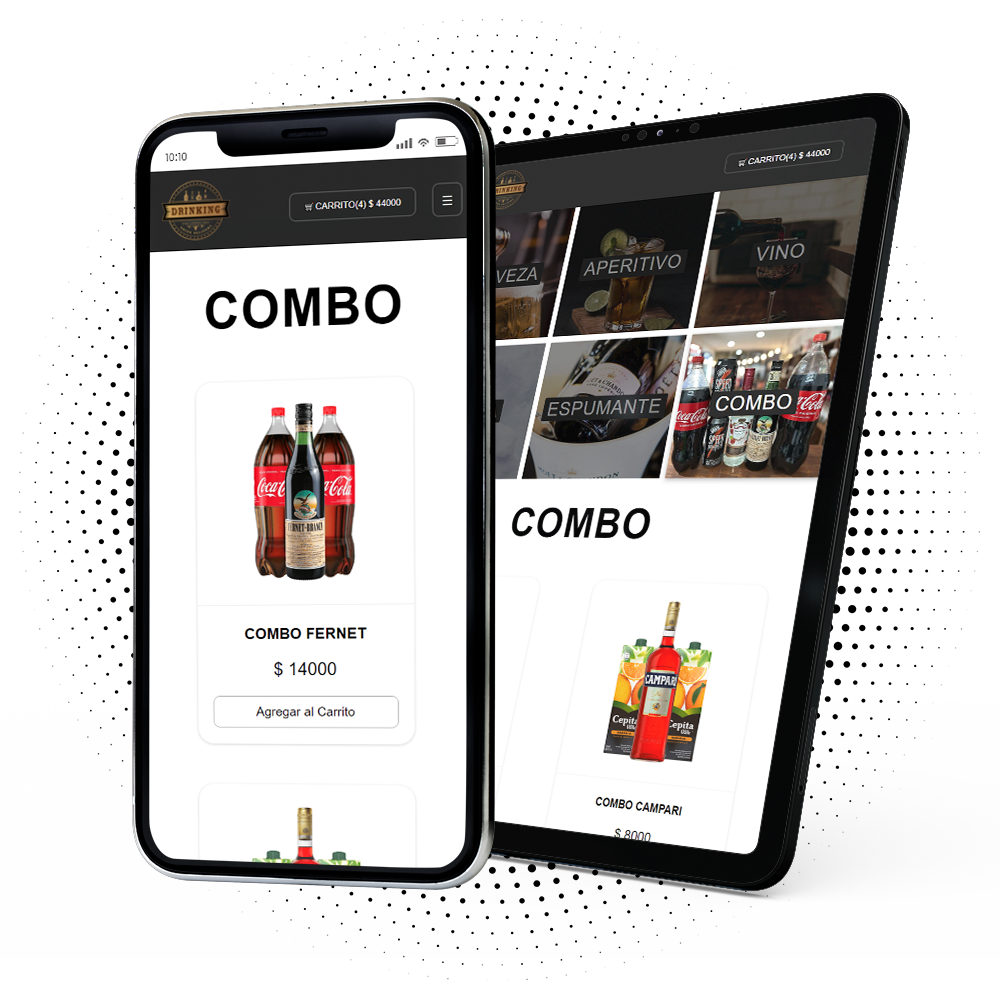 10:10
DRINKING
CARRITO(4) $ 44000
COMBO
Coca-Cola
FERNET-BRANCA
COMBO FERNET
$ 14000
Agregar al Carrito
DRINKING
CARRITO(4) $ 44000
VEZA
APERITIVO
VINO
ESPUMANTE
COMBO
Coca-Cola
SPEED
COMBO
CAMPARI
Cepita
Cepita
COMBO CAMPARI
$ 8000